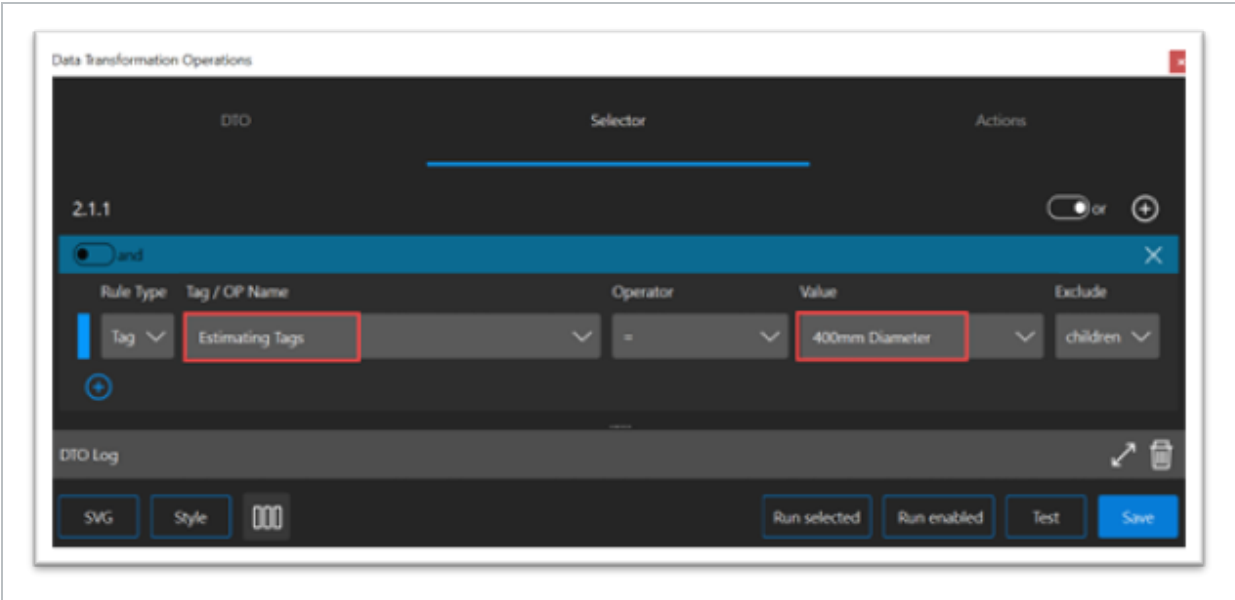 Data Transformation Operations
DTO Selector Actions
2.1.1 or
and
Rule Type Tag / OP Name Operator Value Exclude
Tag Estimating Tags = 400mm Diameter children
DTO Log
SVG Style Run selected Run enabled Test Save